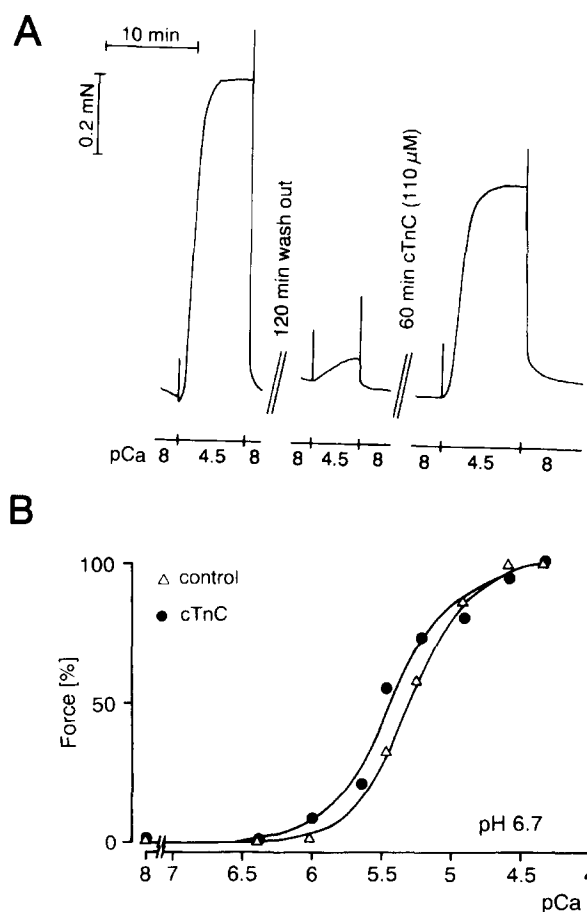 A
10 min
0.2 mN
120 min wash out
60 min cTnC (110 µM)
pCa 8 4.5 8 8 4.5 8 8 4.5 8
B
100
△ control
● cTnC
Force [%]
50
pH 6.7
0
8 7 6.5 6 5.5 5 4.5 4
pCa